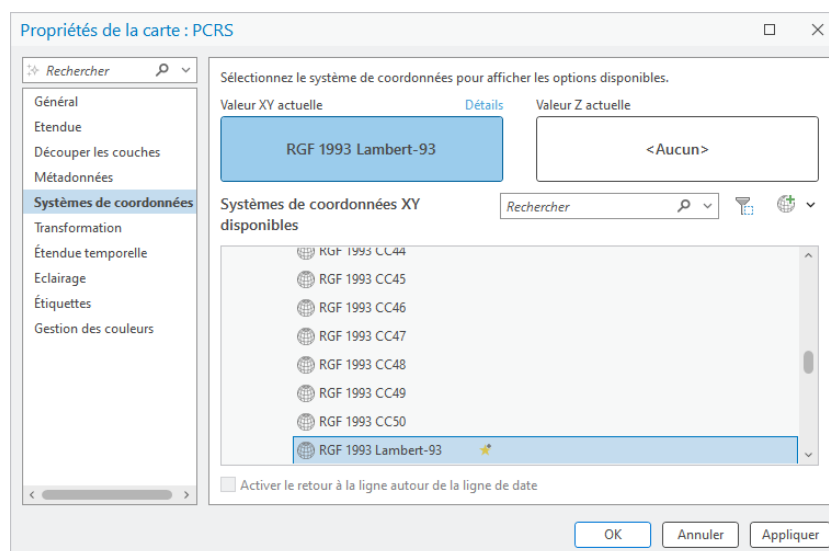 Propriétés de la carte : PCRS
Rechercher
Général
Etendue
Découper les couches
Métadonnées
Systèmes de coordonnées
Transformation
Étendue temporelle
Eclairage
Étiquettes
Gestion des couleurs
Sélectionnez le système de coordonnées pour afficher les options disponibles.
Valeur XY actuelle
Détails
Valeur Z actuelle
RGF 1993 Lambert-93
<Aucun>
Systèmes de coordonnées XY
disponibles
Rechercher
RGF 1993 CC44
RGF 1993 CC45
RGF 1993 CC46
RGF 1993 CC47
RGF 1993 CC48
RGF 1993 CC49
RGF 1993 CC50
RGF 1993 Lambert-93
Activer le retour à la ligne autour de la ligne de date
OK
Annuler
Appliquer